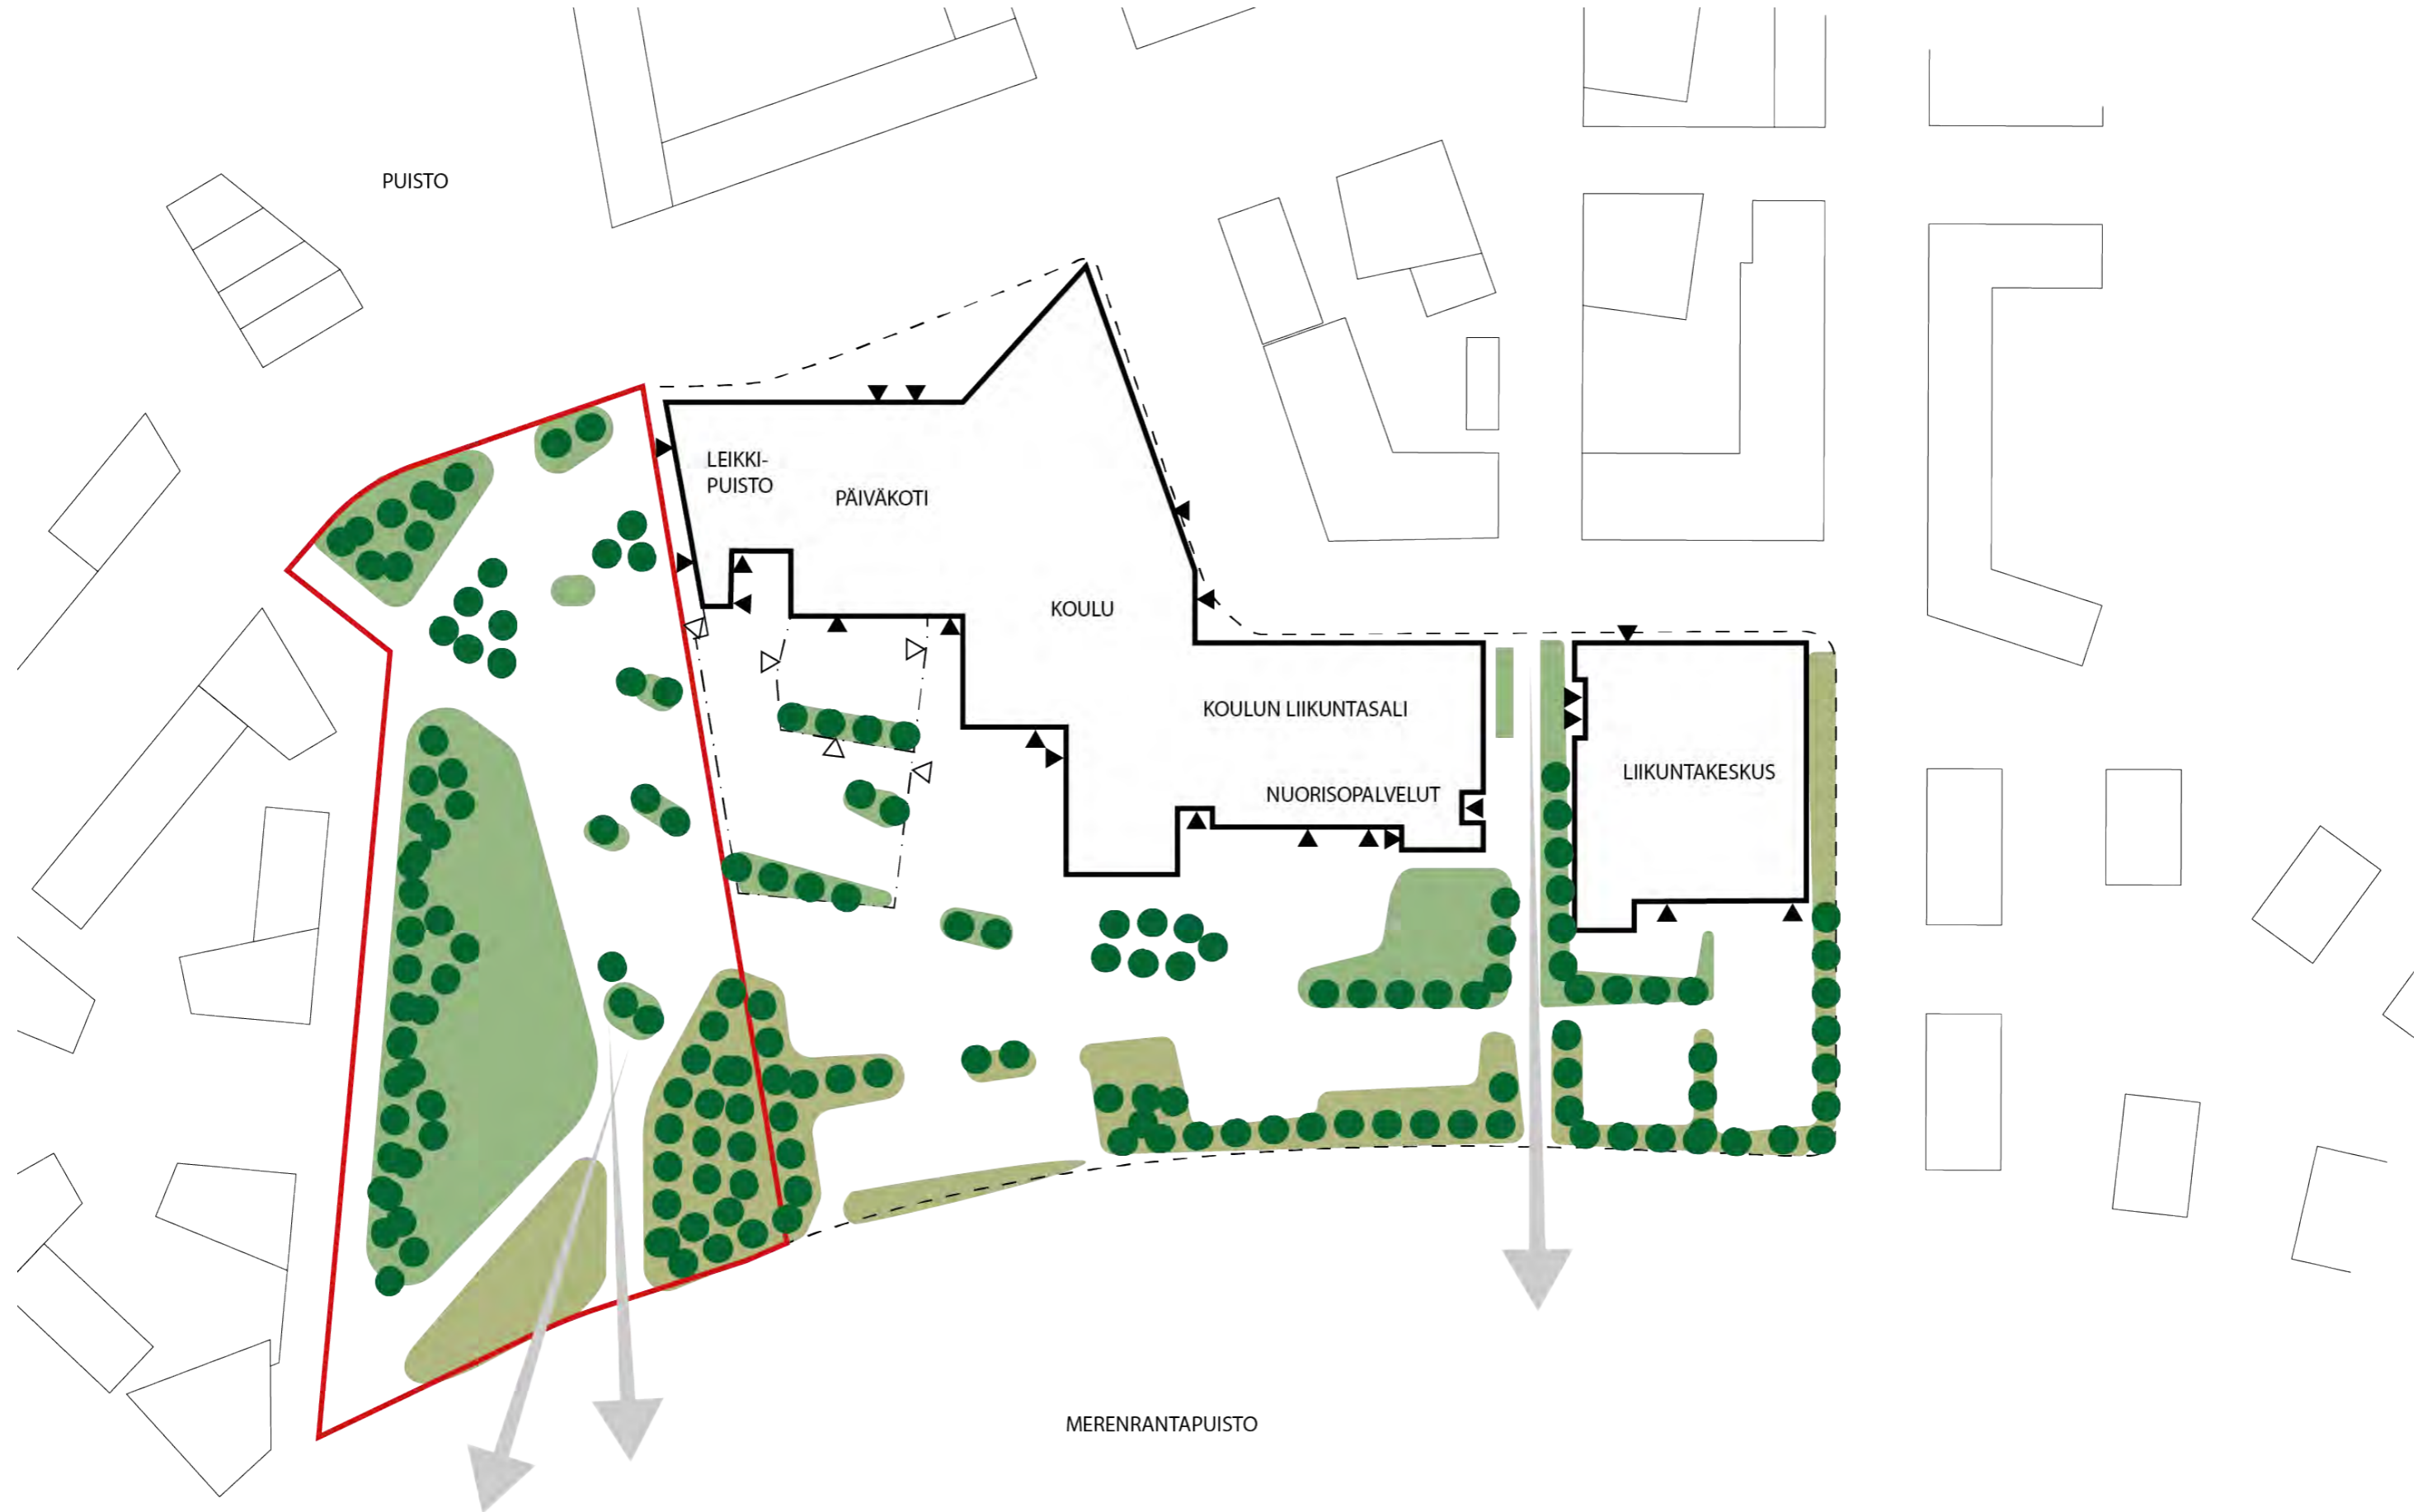 PUISTO
LEIKKI-
PUISTO
PÄIVÄKOTI
KOULU
KOULUN LIIKUNTASALI
NUORISOPALVELUT
LIIKUNTAKESKUS
MERENRANTAPUISTO